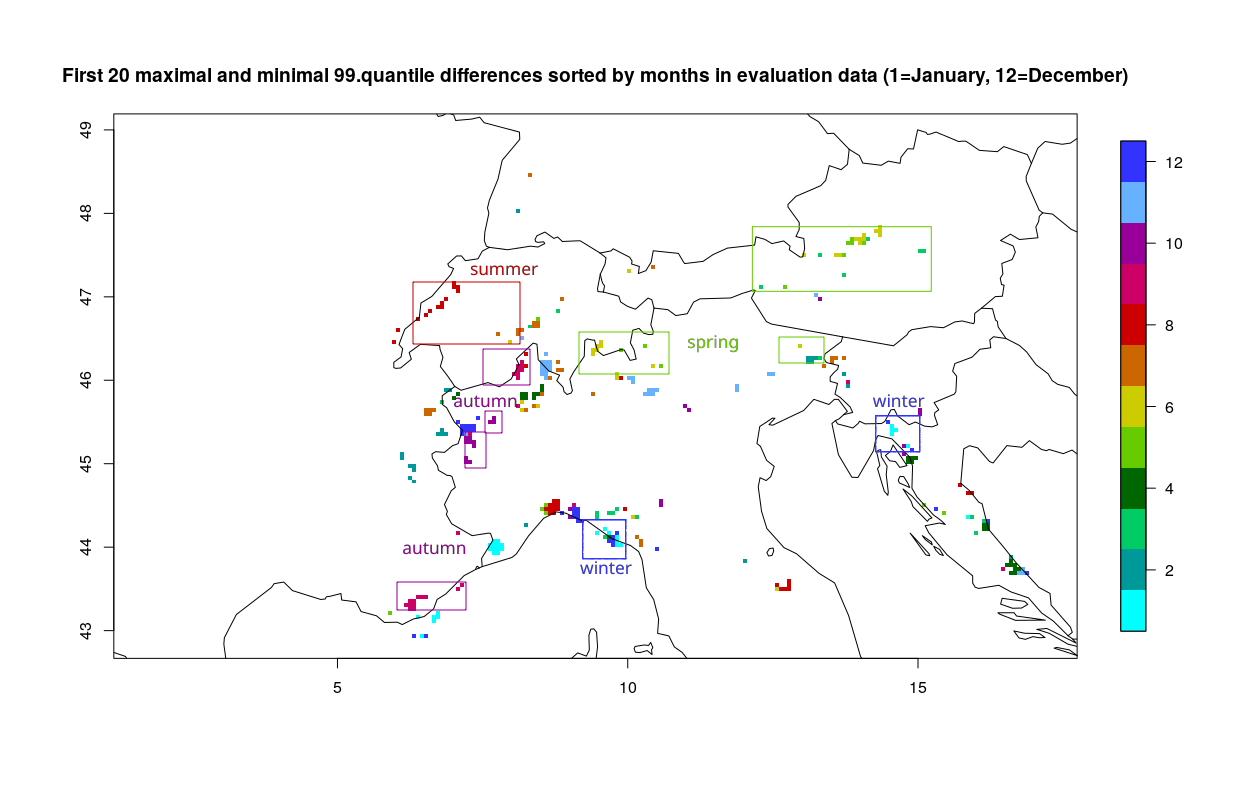 First 20 maximal and minimal 99.quantile differences sorted by months in evaluation data (1=January, 12=December)
49
48
47
46
45
44
43
summer
spring
autumn
winter
autumn
winter
5
10
15
12
10
8
6
4
2